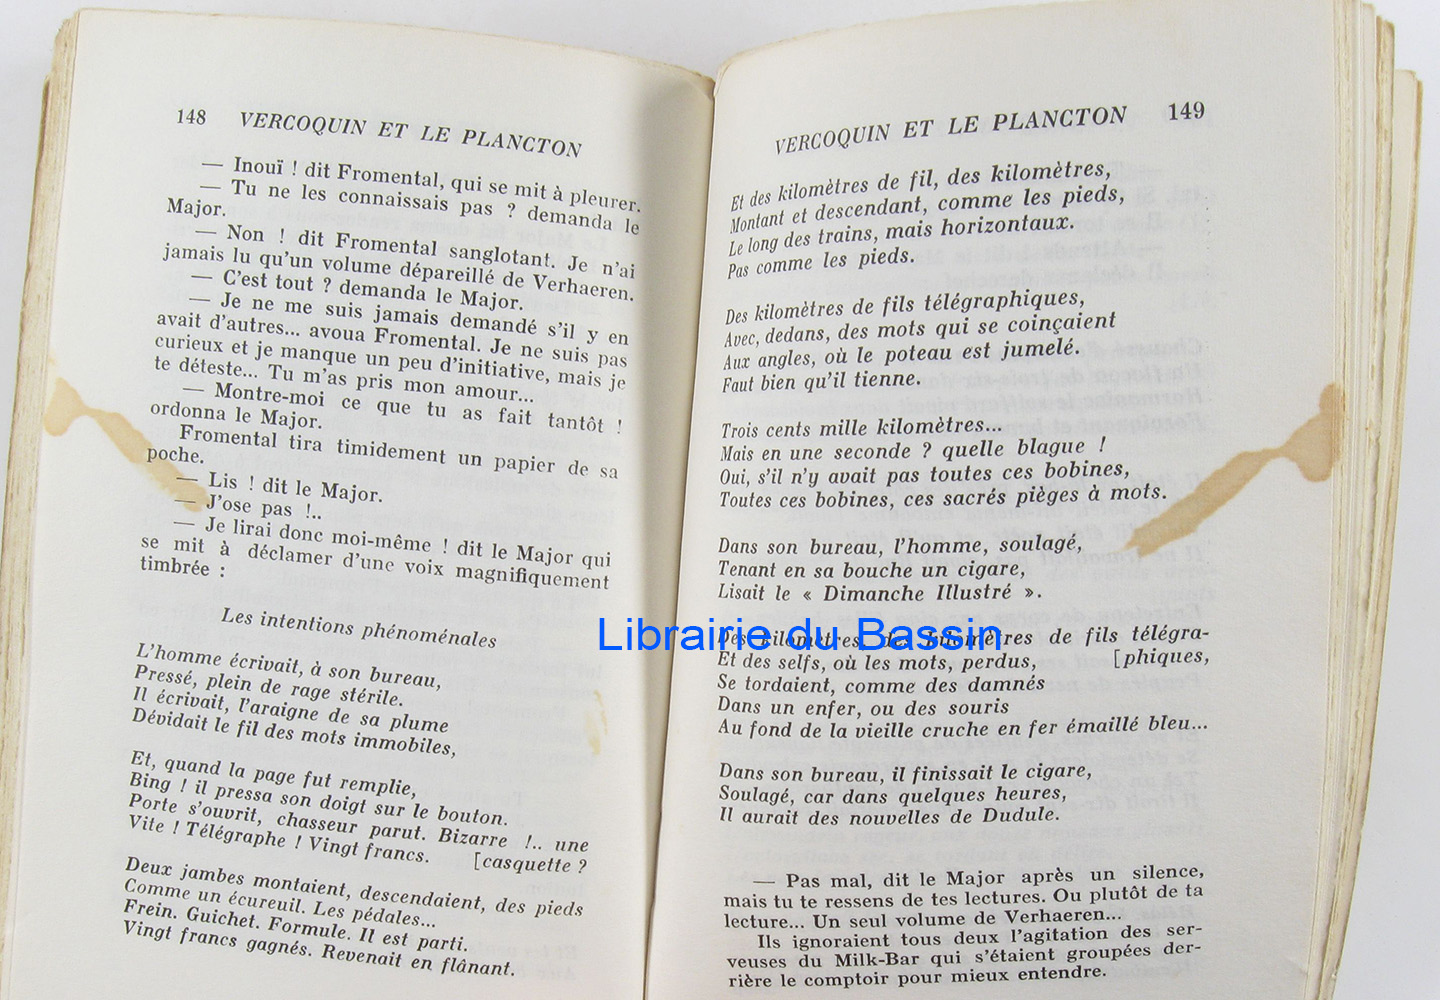 148 VERCOQUIN ET LE PLANCTON
— Inouï ! dit Fromental, qui se mit à pleurer.
— Tu ne les connaissais pas ? demanda le
Major.
— Non ! dit Fromental sanglotant. Je n'ai
jamais lu qu'un volume dépareillé de Verhaeren.
— C'est tout ? demanda le Major.
— Je ne me suis jamais demandé s'il y en
avait d'autres... avoua Fromental. Je ne suis pas
curieux et je manque un peu d'initiative, mais je
te déteste... Tu m'as pris mon amour...
— Montre-moi ce que tu as fait tantôt !
ordonna le Major.
Fromental tira timidement un papier de sa
poche.
— Lis ! dit le Major.
— J'ose pas !..
— Je lirai donc moi-même ! dit le Major qui
se mit à déclamer d'une voix magnifiquement
timbrée :
Les intentions phénoménales
L'homme écrivait, à son bureau,
Pressé, plein de rage stérile.
Il écrivait, l'araigne de sa plume
Dévidait le fil des mots immobiles,
Et, quand la page fut remplie,
Bing ! il pressa son doigt sur le bouton.
Porte s'ouvrit, chasseur parut. Bizarre !.. une
Vite ! Télégraphe ! Vingt francs. [casquette ?
Deux jambes montaient, descendaient, des pieds
Comme un écureuil. Les pédales...
Frein. Guichet. Formule. Il est parti.
Vingt francs gagnés. Revenait en flânant.
VERCOQUIN ET LE PLANCTON 149
Et des kilomètres de fil, des kilomètres,
Montant et descendant, comme les pieds,
Le long des trains, mais horizontaux.
Pas comme les pieds.
Des kilomètres de fils télégraphiques,
Avec, dedans, des mots qui se coinçaient
Aux angles, où le poteau est jumelé.
Faut bien qu'il tienne.
Trois cents mille kilomètres...
Mais en une seconde ? quelle blague !
Oui, s'il n'y avait pas toutes ces bobines,
Toutes ces bobines, ces sacrés pièges à mots.
Dans son bureau, l'homme, soulagé,
Tenant en sa bouche un cigare,
Lisait le « Dimanche Illustré ».
Des kilomètres, des kilomètres de fils télégra-
Et des selfs, où les mots, perdus, [phiques,
Se tordaient, comme des damnés
Dans un enfer, ou des souris
Au fond de la vieille cruche en fer émaillé bleu...
Dans son bureau, il finissait le cigare,
Soulagé, car dans quelques heures,
Il aurait des nouvelles de Dudule.
— Pas mal, dit le Major après un silence,
mais tu te ressens de tes lectures. Ou plutôt de ta
lecture... Un seul volume de Verhaeren...
Ils ignoraient tous deux l'agitation des ser-
veuses du Milk-Bar qui s'étaient groupées der-
rière le comptoir pour mieux entendre.
Librairie du Bassin